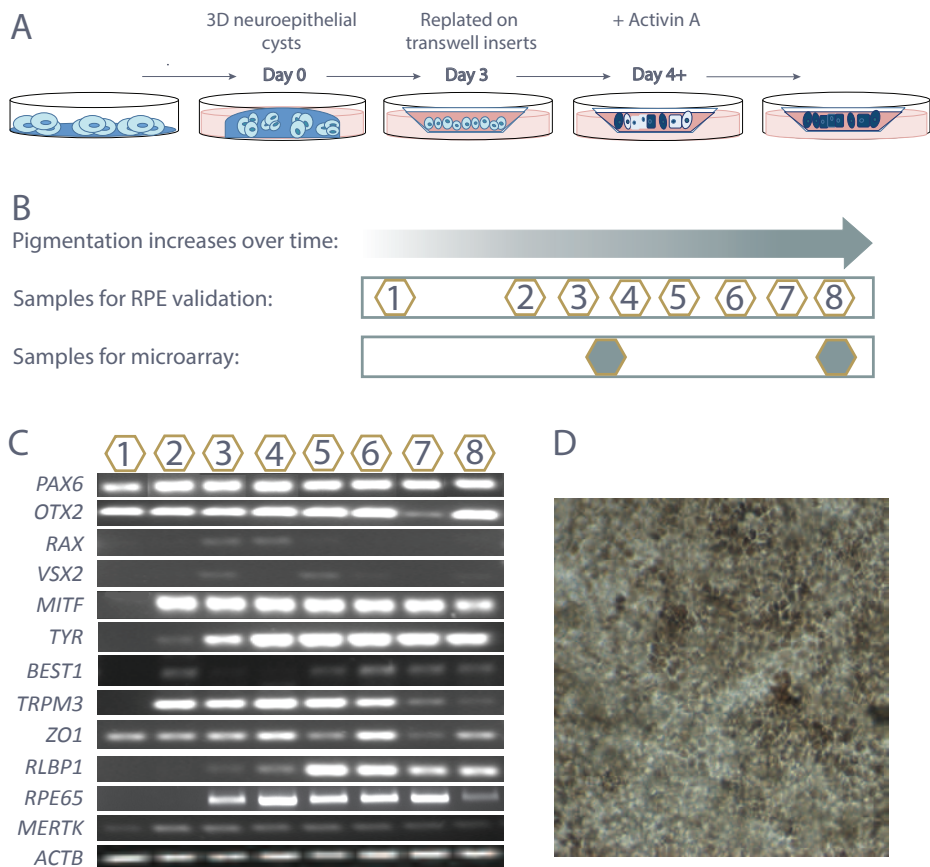 A
3D neuroepithelial
cysts
Replated on
transwell inserts
+ Activin A
Day 0
Day 3
Day 4+
B
Pigmentation increases over time:
Samples for RPE validation:
1 2 3 4 5 6 7 8
Samples for microarray:
C
1 2 3 4 5 6 7 8
PAX6
OTX2
RAX
VSX2
MITF
TYR
BEST1
TRPM3
ZO1
RLBP1
RPE65
MERTK
ACTB
D